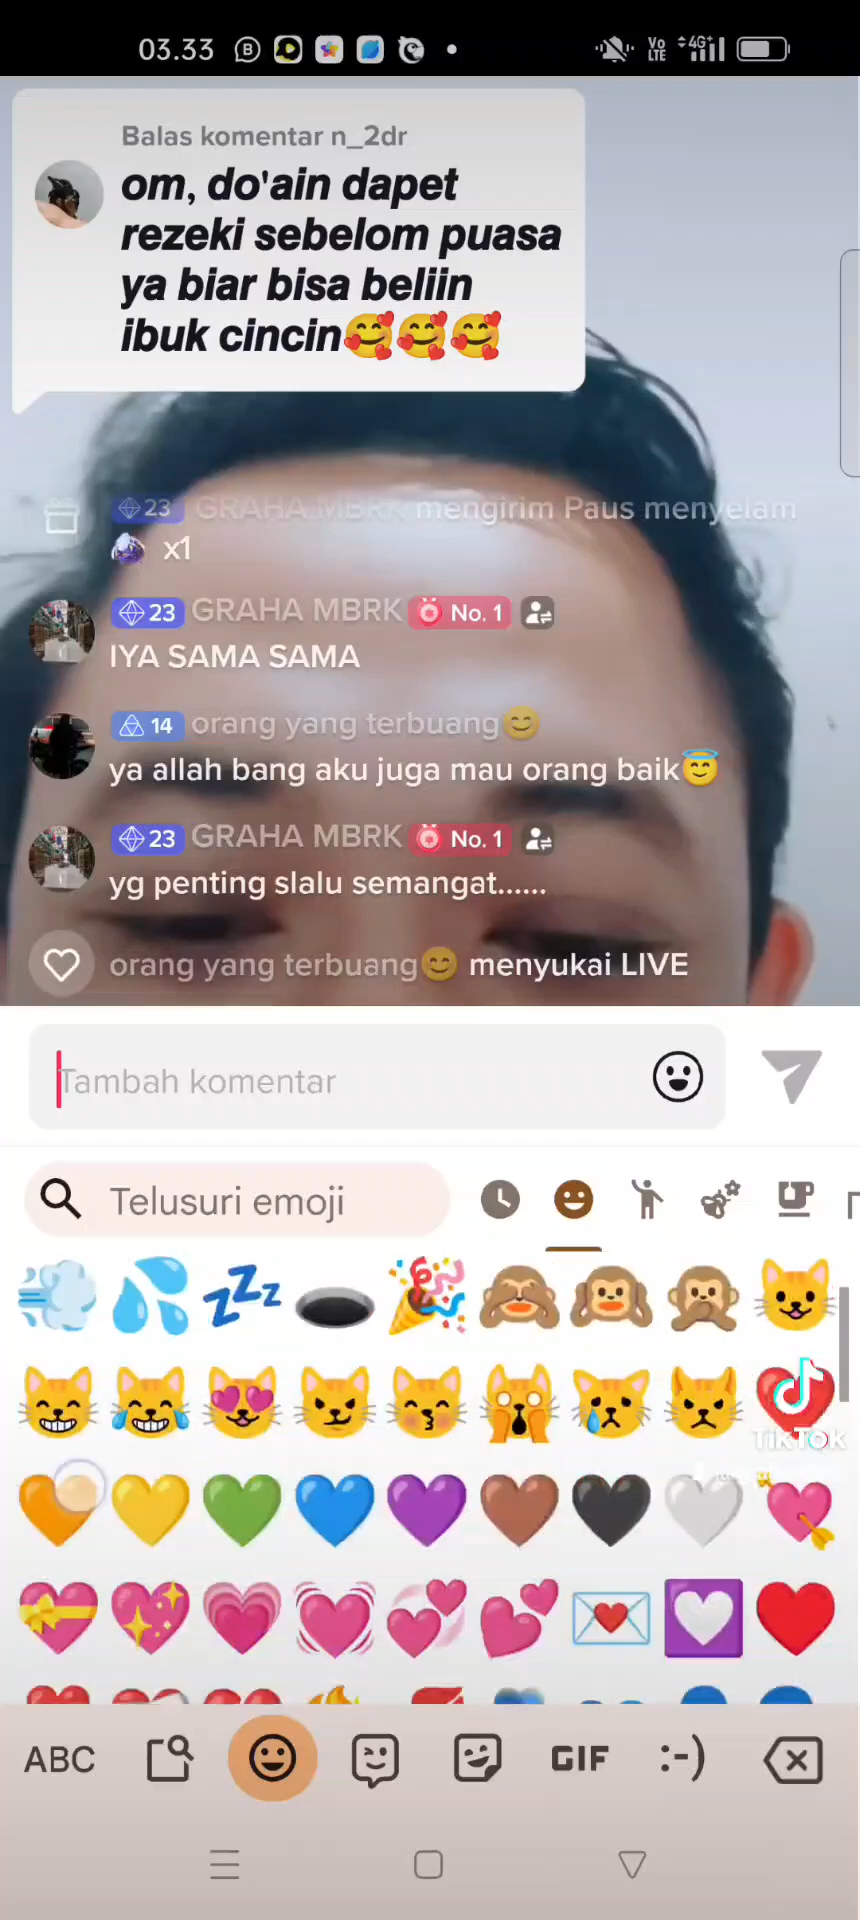 03.33
Vo
LTE
4G+
Balas komentar n_2dr
om, do'ain dapet
rezeki sebelom puasa
ya biar bisa beliin
ibuk cincin🥰🥰🥰
23 GRAHA MBRK mengirim Paus menyelam
x1
23 GRAHA MBRK No. 1
IYA SAMA SAMA
14 orang yang terbuang😊
ya allah bang aku juga mau orang baik😇
23 GRAHA MBRK No. 1
yg penting slalu semangat......
orang yang terbuang😊 menyukai LIVE
Tambah komentar
Telusuri emoji
TikTok
ABC
GIF
:-)